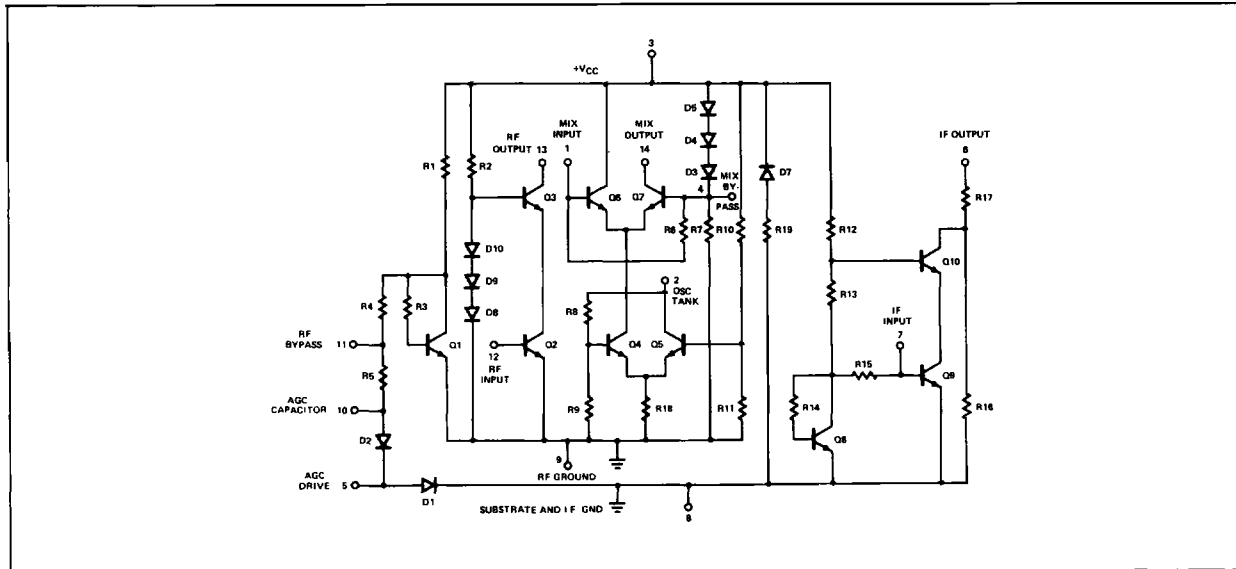 3
+VCC
D5
MIX
INPUT
1
MIX
OUTPUT
14
RF
OUTPUT 13
D4
IF OUTPUT
6
R1
R2
D3
D7
4 MIX
BY-
PASS
R17
Q3
Q6
Q7
R6
R7
R10
R19
R12
Q10
D10
2
OSC
TANK
R13
D9
IF
INPUT
7
R4
R3
R8
D8
RF
BYPASS 11
Q1
12
RF
INPUT
Q2
Q4
Q5
R15
Q9
R5
AGC
CAPACITOR 10
R9
R18
R11
R14
R16
D2
Q8
9
RF GROUND
AGC
DRIVE 5
D1
SUBSTRATE AND IF GND
8